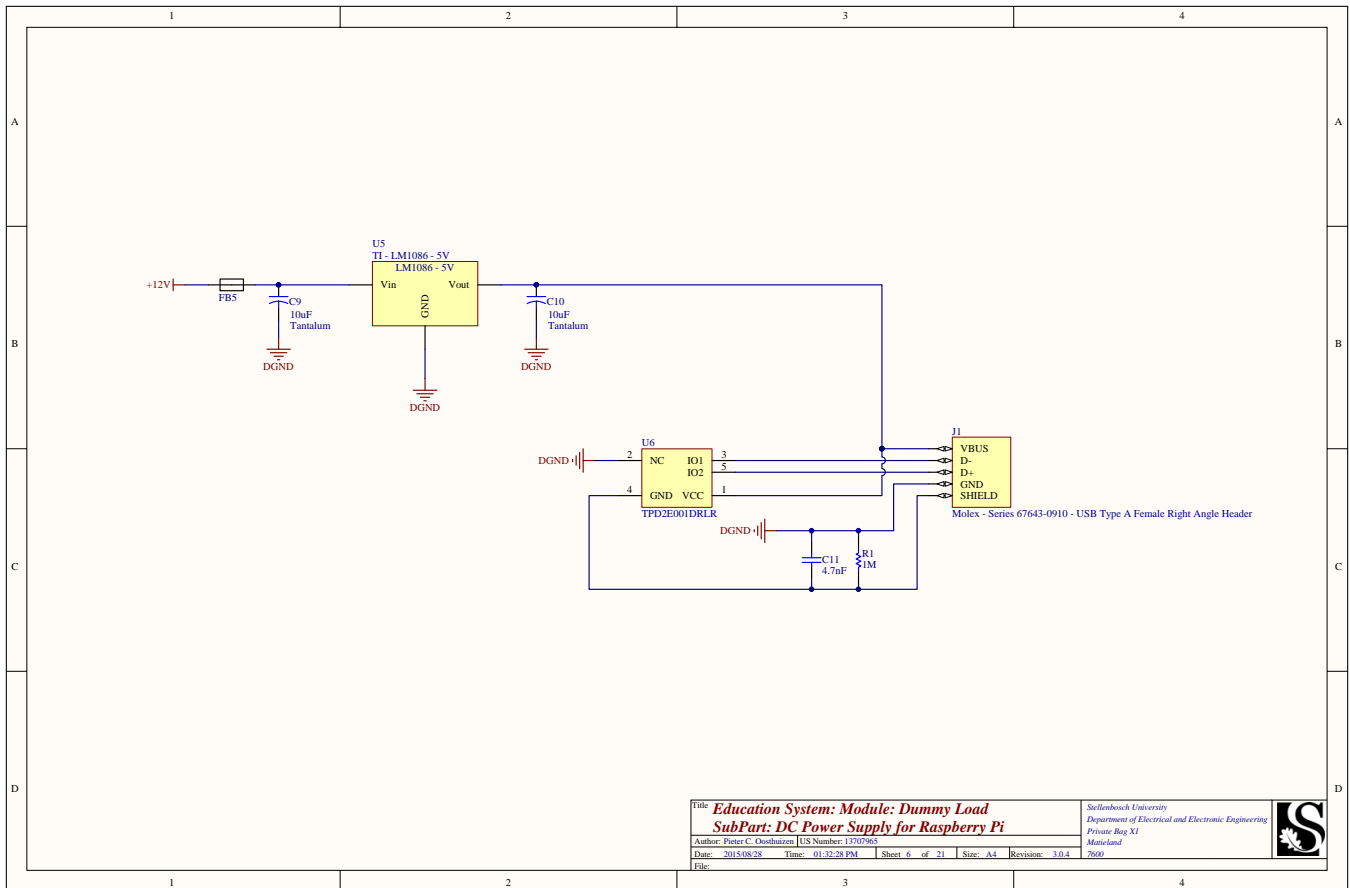 1 2 3 4
A A
U5
TI - LM1086 - 5V
LM1086 - 5V
+12V
FB5
Vin Vout
GND
C9
10uF
Tantalum
C10
10uF
Tantalum
B B
DGND
DGND
DGND
J1
U6
DGND
2 NC IO1 3
IO2 5
4 GND VCC 1
TPD2E001DRLR
VBUS
D-
D+
GND
SHIELD
Molex - Series 67643-0910 - USB Type A Female Right Angle Header
DGND
C11
4.7nF
R1
1M
C C
D D
Title Education System: Module: Dummy Load
SubPart: DC Power Supply for Raspberry Pi
Author: Pieter C. Oosthuizen US Number: 13707965
Date: 2015/08/28 Time: 01:32:28 PM Sheet 6 of 21 Size: A4 Revision: 3.0.4
File:
Stellenbosch University
Department of Electrical and Electronic Engineering
Private Bag X1
Matieland
7600
S
1 2 3 4